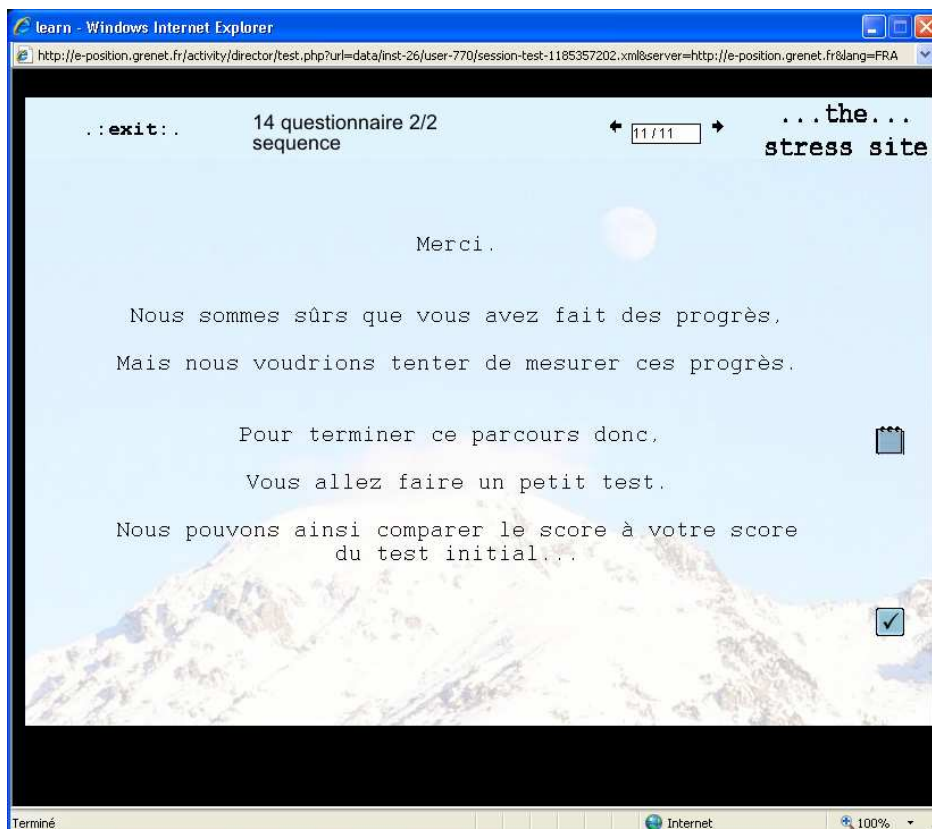 learn - Windows Internet Explorer
http://e-position.grenet.fr/activity/director/test.php?url=data/inst-26/user-770/session-test-1185357202.xml&server=http://e-position.grenet.fr&lang=FRA
.:exit:.
14 questionnaire 2/2
sequence
11 / 11
...the...
stress site
Merci.
Nous sommes sûrs que vous avez fait des progrès,
Mais nous voudrions tenter de mesurer ces progrès.
Pour terminer ce parcours donc,
Vous allez faire un petit test.
Nous pouvons ainsi comparer le score à votre score
du test initial...
Terminé
Internet
100%